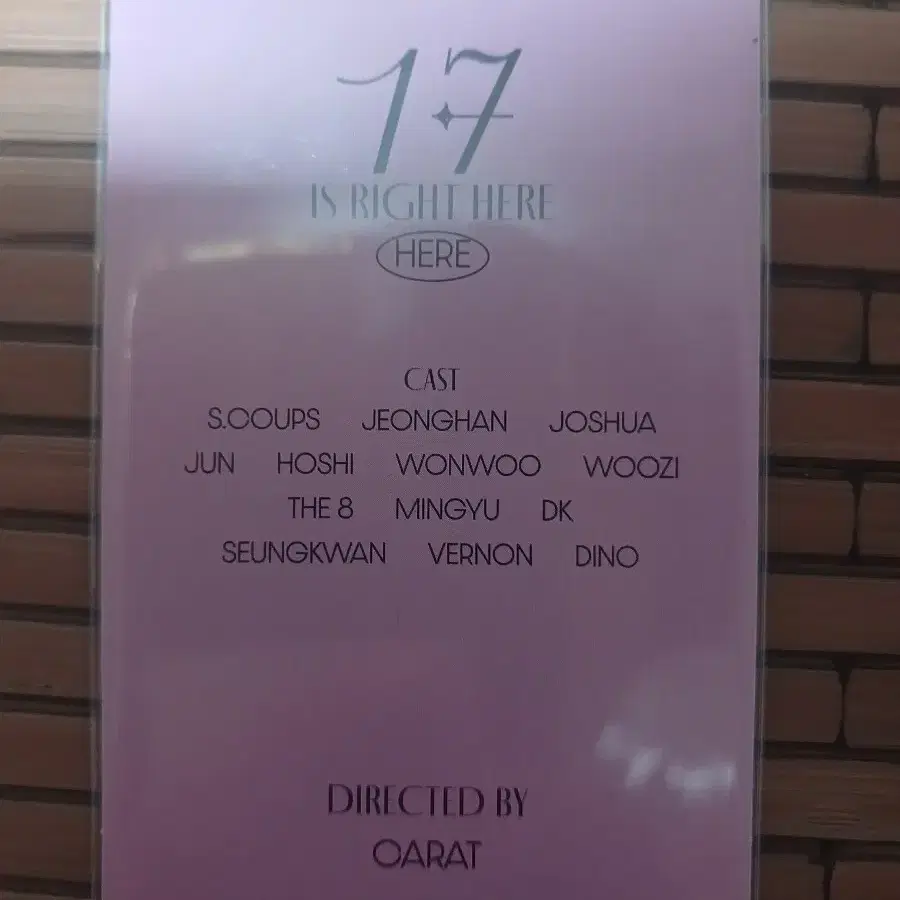 17
IS RIGHT HERE
HERE
CAST
S.COUPS JEONGHAN JOSHUA
JUN HOSHI WONWOO WOOZI
THE 8 MINGYU DK
SEUNGKWAN VERNON DINO
DIRECTED BY
CARAT